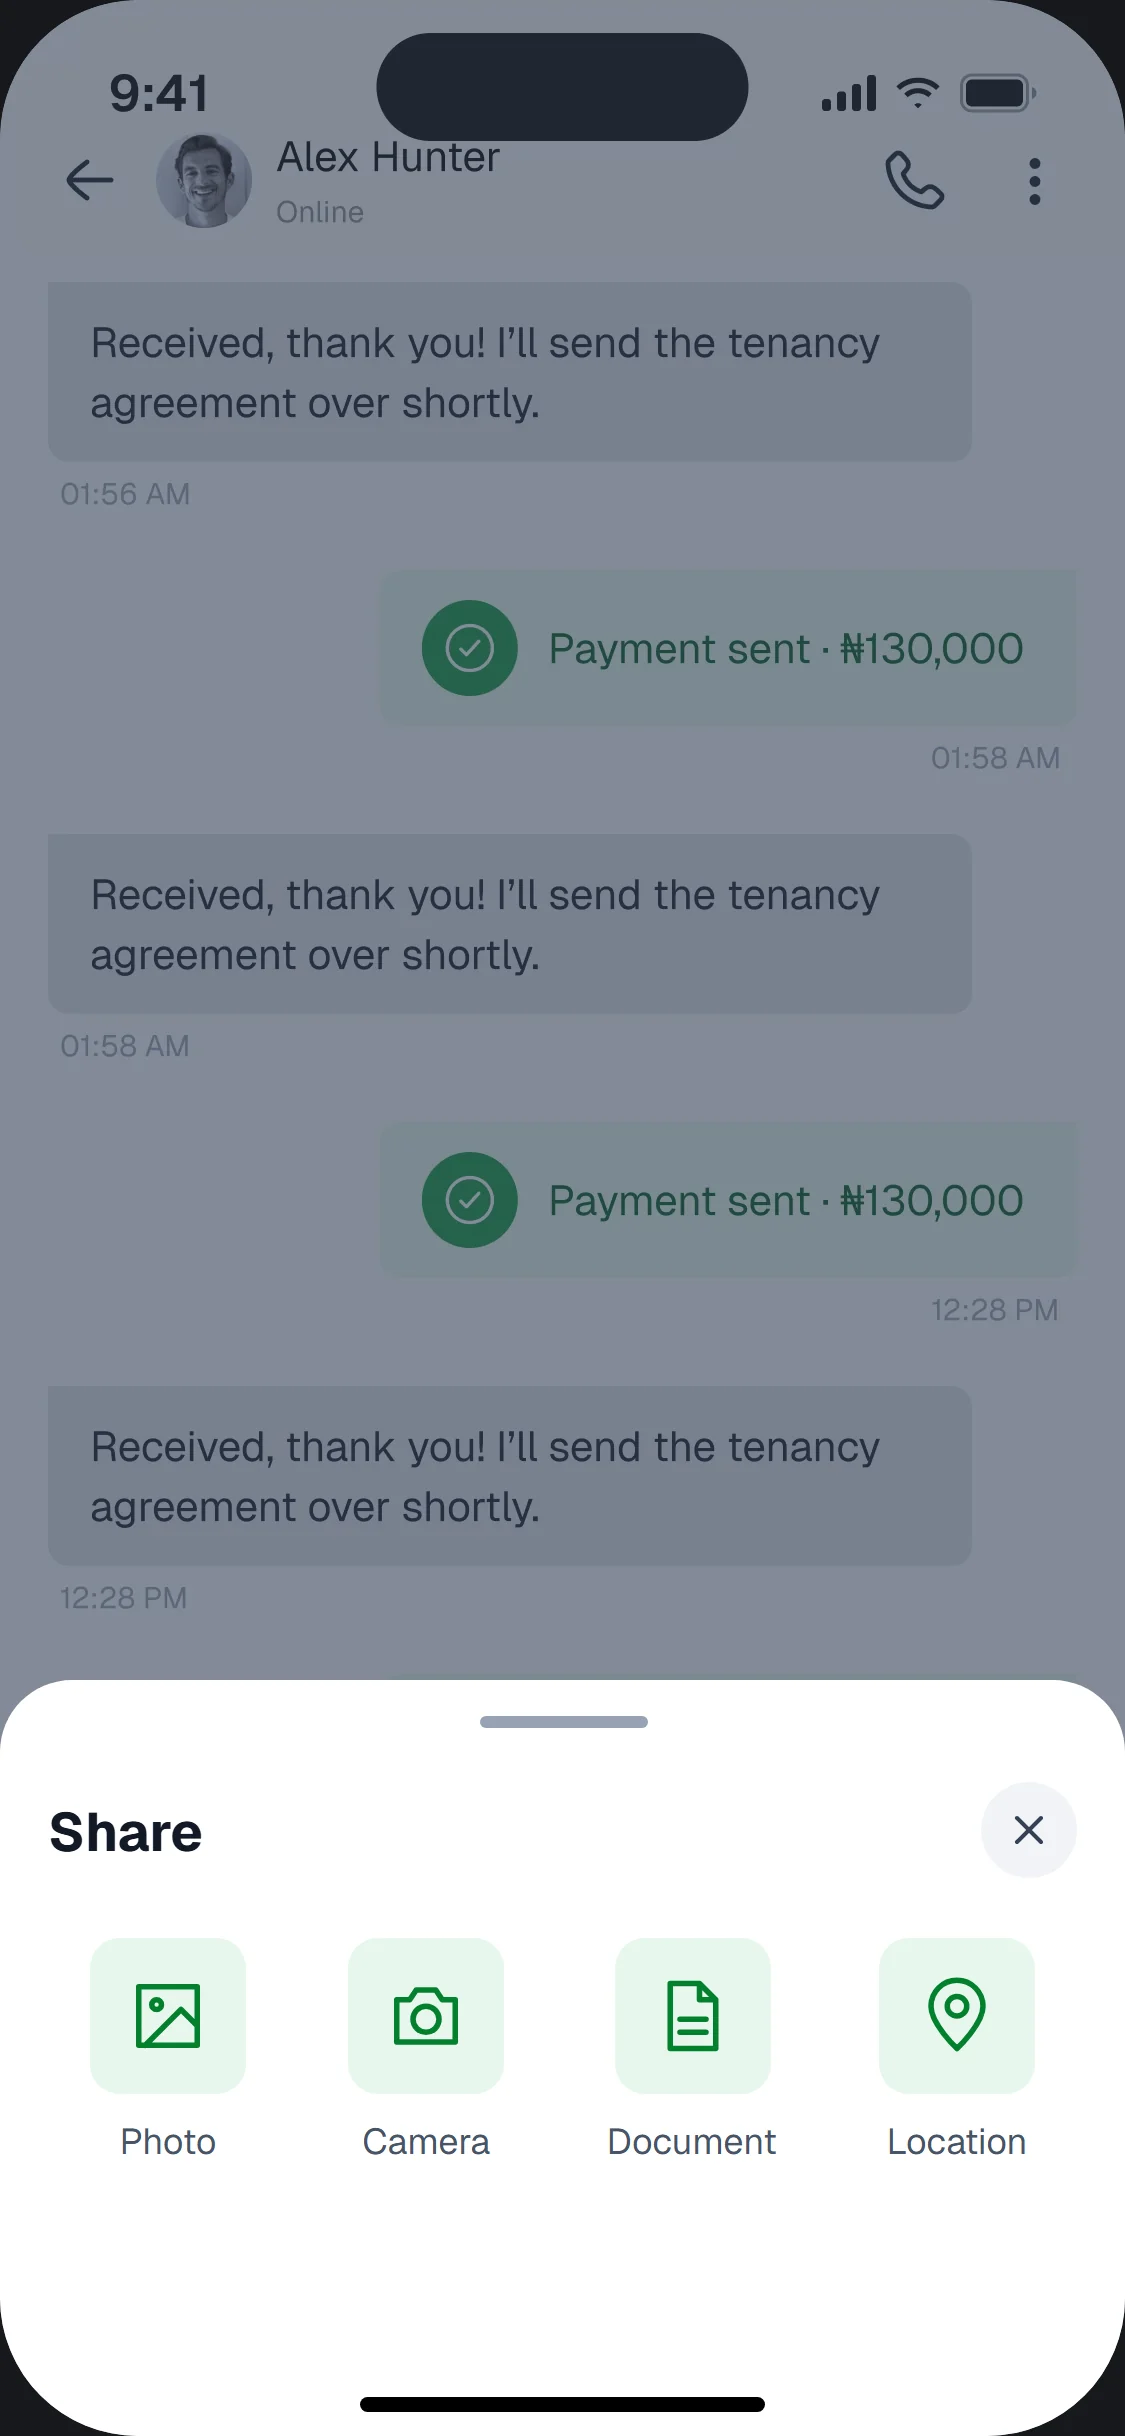 9:41
Alex Hunter
Online
Received, thank you! I’ll send the tenancy
agreement over shortly.
01:56 AM
Payment sent · ₦130,000
01:58 AM
Received, thank you! I’ll send the tenancy
agreement over shortly.
01:58 AM
Payment sent · ₦130,000
12:28 PM
Received, thank you! I’ll send the tenancy
agreement over shortly.
12:28 PM
Share
Photo Camera Document Location